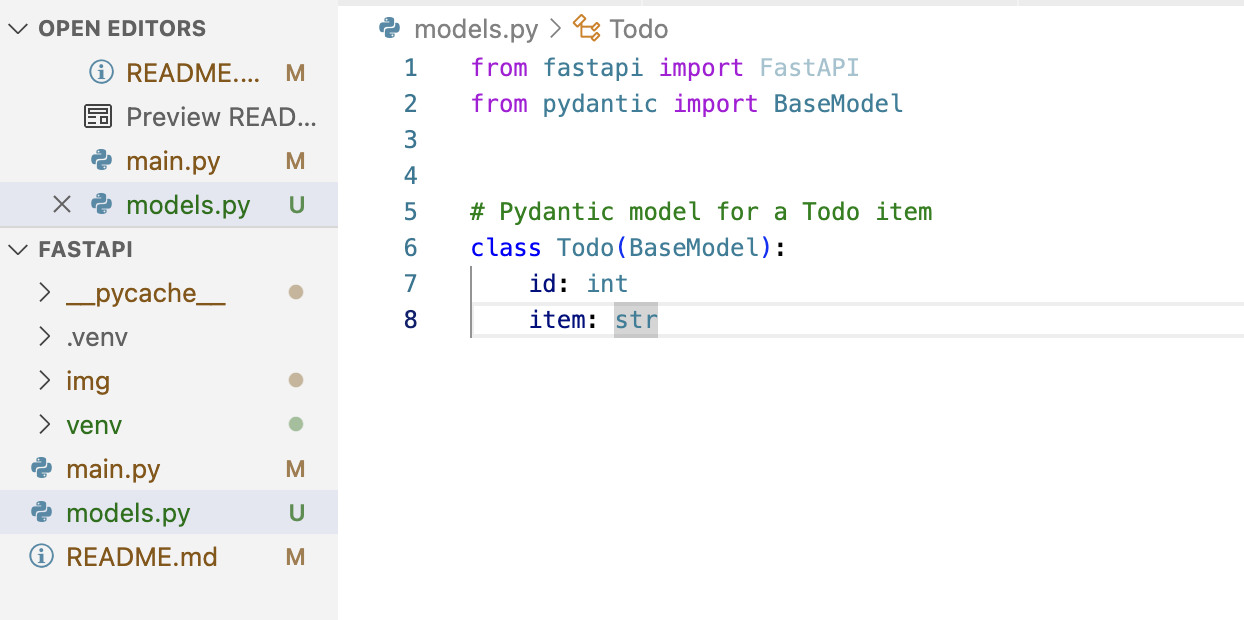 OPEN EDITORS
README.... M
Preview READ...
main.py M
models.py U
FASTAPI
__pycache__
.venv
img
venv
main.py M
models.py U
README.md M
models.py > Todo
1 from fastapi import FastAPI
2 from pydantic import BaseModel
3
4
5 # Pydantic model for a Todo item
6 class Todo(BaseModel):
7     id: int
8     item: str